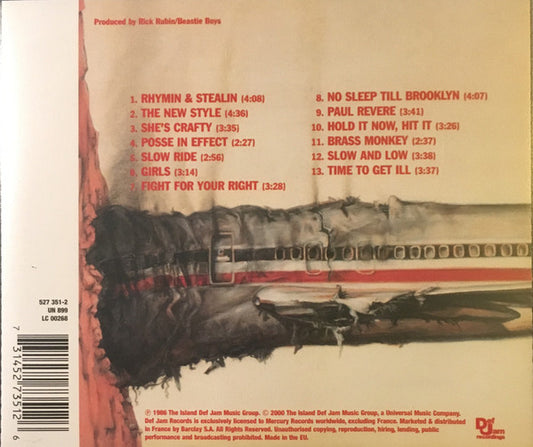 Produced by Rick Rubin/Beastie Boys
1. RHYMIN & STEALIN (4:08)
2. THE NEW STYLE (4:36)
3. SHE'S CRAFTY (3:35)
4. POSSE IN EFFECT (2:27)
5. SLOW RIDE (2:56)
6. GIRLS (3:14)
7. FIGHT FOR YOUR RIGHT (3:28)
8. NO SLEEP TILL BROOKLYN (4:07)
9. PAUL REVERE (3:41)
10. HOLD IT NOW, HIT IT (3:26)
11. BRASS MONKEY (2:37)
12. SLOW AND LOW (3:38)
13. TIME TO GET ILL (3:37)
527 351-2
UN 899
LC 00268
7 31452 73512 6
℗ 1986 The Island Def Jam Music Group. © 2000 The Island Def Jam Music Group, a Universal Music Company.
Def Jam Records is exclusively licensed to Mercury Records worldwide, excluding France. Marketed & distributed
in France by Barclay S.A. All Rights Reserved. Unauthorised copying, reproduction, hiring, lending, public
performance and broadcasting prohibited. Made in the EU.
Def Jam
recordings